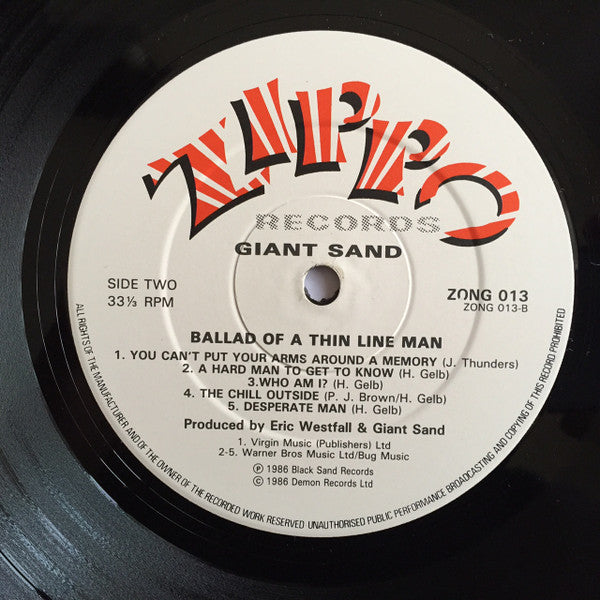 ZIPPO
RECORDS
GIANT SAND
SIDE TWO
33⅓ RPM
ZONG 013
ZONG 013-B
BALLAD OF A THIN LINE MAN
1. YOU CAN'T PUT YOUR ARMS AROUND A MEMORY (J. Thunders)
2. A HARD MAN TO GET TO KNOW (H. Gelb)
3.WHO AM I? (H. Gelb)
4. THE CHILL OUTSIDE (P. J. Brown/H. Gelb)
5. DESPERATE MAN (H. Gelb)
Produced by Eric Westfall & Giant Sand
1. Virgin Music (Publishers) Ltd
2-5. Warner Bros Music Ltd/Bug Music
℗ 1986 Black Sand Records
© 1986 Demon Records Ltd
ALL RIGHTS OF THE MANUFACTURER AND OF THE OWNER OF THE RECORDED WORK RESERVED UNAUTHORISED PUBLIC PERFORMANCE BROADCASTING AND COPYING OF THIS RECORD PROHIBITED